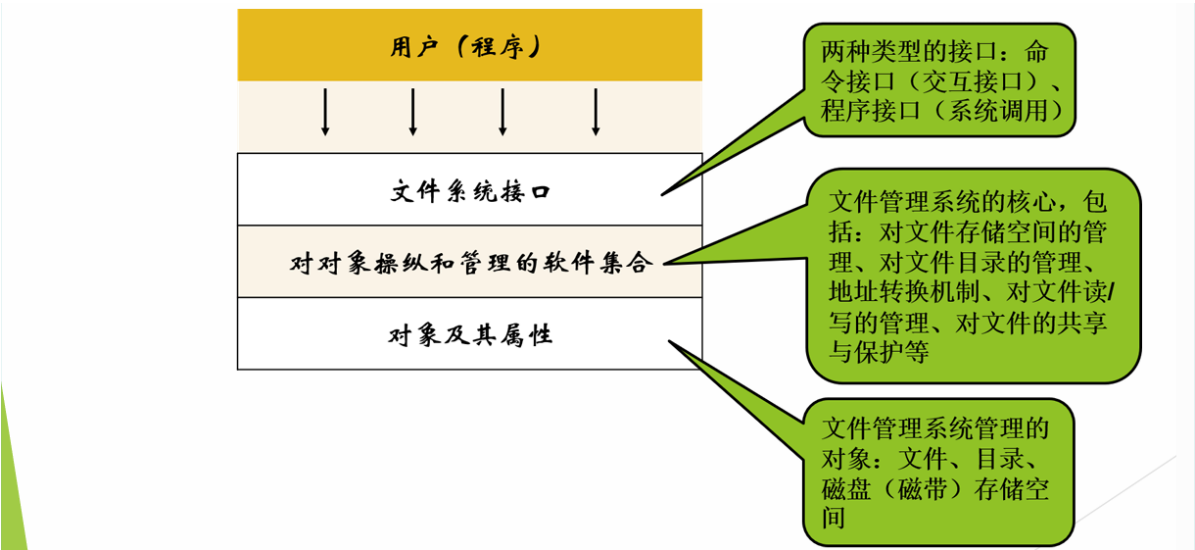 用户（程序）
两种类型的接口：命
令接口（交互接口）、
程序接口（系统调用）
文件系统接口
对对象操纵和管理的软件集合
文件管理系统的核心，包
括：对文件存储空间的管
理、对文件目录的管理、
地址转换机制、对文件读/
写的管理、对文件的共享
与保护等
对象及其属性
文件管理系统管理的
对象：文件、目录、
磁盘（磁带）存储空
间